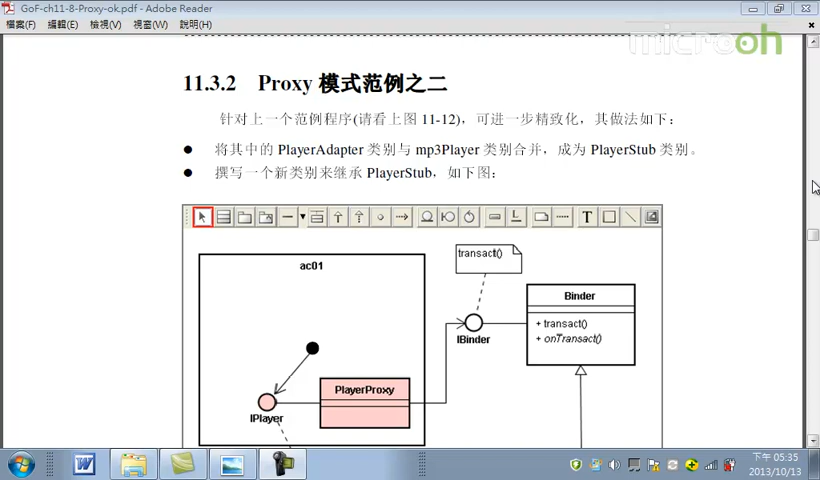 GoF-ch11-8-Proxy-ok.pdf - Adobe Reader
檔案(F) 編輯(E) 檢視(V) 視窗(W) 說明(H)
microoh
11.3.2 Proxy 模式范例之二
针对上一个范例程序(请看上图 11-12)，可进一步精致化，其做法如下：
● 将其中的 PlayerAdapter 类别与 mp3Player 类别合并，成为 PlayerStub 类别。
● 撰写一个新类别来继承 PlayerStub，如下图：
T
transact()
ac01
Binder
+ transact()
+ onTransact()
IBinder
PlayerProxy
IPlayer
W
下午 05:35
2013/10/13